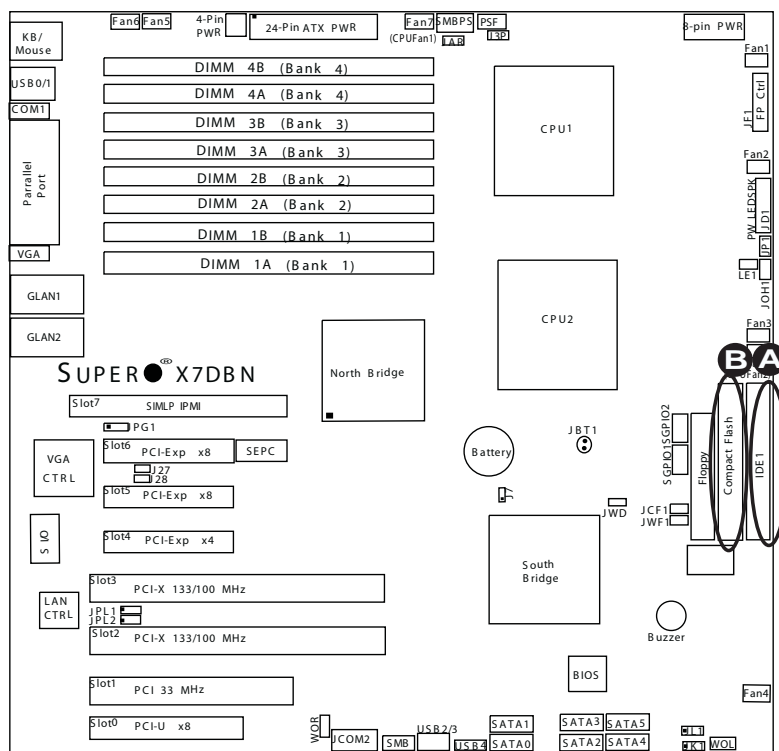 Fan6 Fan5
4-Pin PWR
24-Pin ATX PWR
Fan7
(CPUFan1)
SMBPS
PSF
JAR
J3P
8-pin PWR
KB/ Mouse
USB0/1
COM1
Parrallel Port
VGA
GLAN1
GLAN2
DIMM 4B (Bank 4)
DIMM 4A (Bank 4)
DIMM 3B (Bank 3)
DIMM 3A (Bank 3)
DIMM 2B (Bank 2)
DIMM 2A (Bank 2)
DIMM 1B (Bank 1)
DIMM 1A (Bank 1)
CPU1
CPU2
Fan1
JF1
FP Ctrl
Fan2
PW LEDSPK
JD1
JP1
LE1
JOH1
Fan3
B A
SUPER ® X7DBN
North Bridge
Slot7
SIMLP IPMI
JPG1
Slot6
PCI-Exp x8
SEPC
VGA CTRL
J27
J28
Slot5
PCI-Exp x8
Slot4
PCI-Exp x4
S I/O
Slot3
PCI-X 133/100 MHz
LAN CTRL
JPL1
JPL2
Slot2
PCI-X 133/100 MHz
Slot1
PCI 33 MHz
Slot0
PCI-U x8
Battery
JBT1
J7
JWD
SGPIO1
SGPIO2
Floppy
Compact Flash
IDE1
JCF1
JWF1
South Bridge
Buzzer
BIOS
Fan4
WOR
JCOM2
SMB
USB2/3
USB4
SATA1
SATA0
SATA3
SATA2
SATA5
SATA4
JL1
JK1
WOL